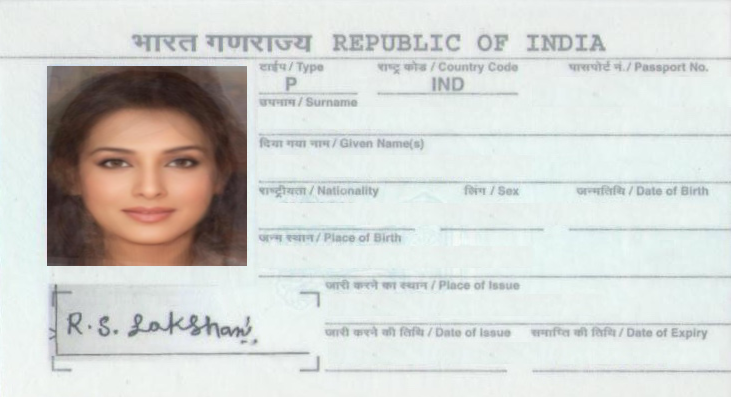 भारत गणराज्य REPUBLIC OF INDIA
टाईप / Type राष्ट्र कोड / Country Code पासपोर्ट नं. / Passport No.
P IND
उपनाम / Surname
दिया गया नाम / Given Name(s)
राष्ट्रीयता / Nationality लिंग / Sex जन्मतिथि / Date of Birth
जन्म स्थान / Place of Birth
जारी करने का स्थान / Place of Issue
R.S. Lakshani
जारी करने की तिथि / Date of Issue समाप्ति की तिथि / Date of Expiry